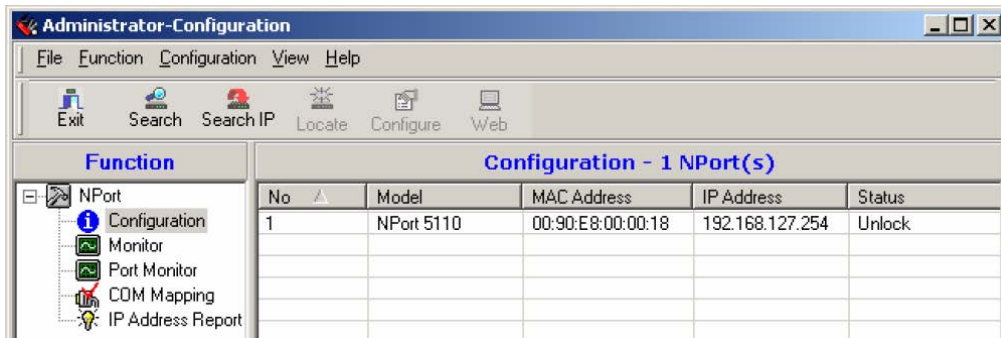 Administrator-Configuration
File Function Configuration View Help
Exit Search Search IP Locate Configure Web
Function
Configuration - 1 NPort(s)
NPort
Configuration
Monitor
Port Monitor
COM Mapping
IP Address Report
No Model MAC Address IP Address Status
1 NPort 5110 00:90:E8:00:00:18 192.168.127.254 Unlock